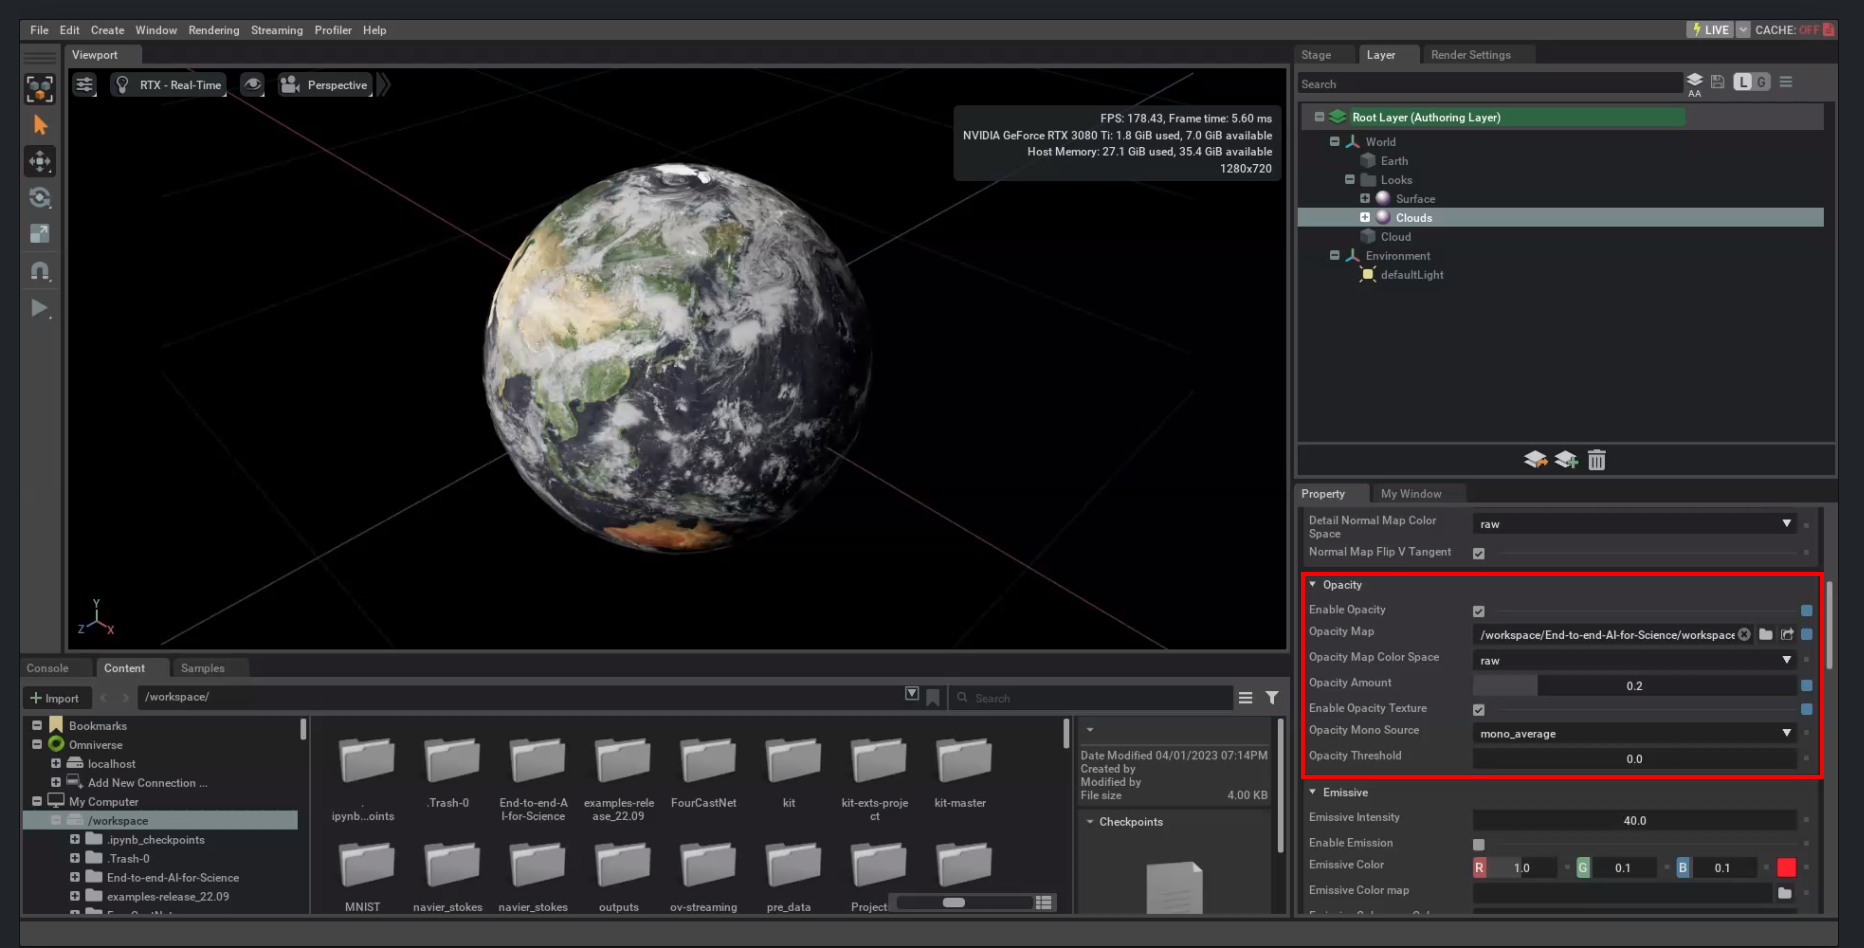 File Edit Create Window Rendering Streaming Profiler Help
LIVE CACHE: OFF
Viewport
RTX - Real-Time
Perspective
FPS: 178.43, Frame time: 5.60 ms
NVIDIA GeForce RTX 3080 Ti: 1.8 GiB used, 7.0 GiB available
Host Memory: 27.1 GiB used, 35.4 GiB available
1280x720
Y
Z X
Stage Layer Render Settings
Search
AA
L G
Root Layer (Authoring Layer)
World
Earth
Looks
Surface
Clouds
Cloud
Environment
defaultLight
Property My Window
Detail Normal Map Color Space raw
Normal Map Flip V Tangent
Opacity
Enable Opacity
Opacity Map /workspace/End-to-end-AI-for-Science/workspace
Opacity Map Color Space raw
Opacity Amount 0.2
Enable Opacity Texture
Opacity Mono Source mono_average
Opacity Threshold 0.0
Emissive
Emissive Intensity 40.0
Enable Emission
Emissive Color R 1.0 G 0.1 B 0.1
Emissive Color map
Console Content Samples
+ Import /workspace/ Search
Bookmarks
Omniverse
localhost
Add New Connection ...
My Computer
/workspace
.ipynb_checkpoints
.Trash-0
End-to-end-AI-for-Science
examples-release_22.09
.ipynb...oints
.Trash-0
End-to-end-AI-for-Science
examples-release_22.09
FourCastNet
kit
kit-exts-project
kit-master
MNIST
navier_stokes
navier_stokes
outputs
ov-streaming
pre_data
Project
Date Modified 04/01/2023 07:14PM
Created by
Modified by
File size 4.00 KB
Checkpoints